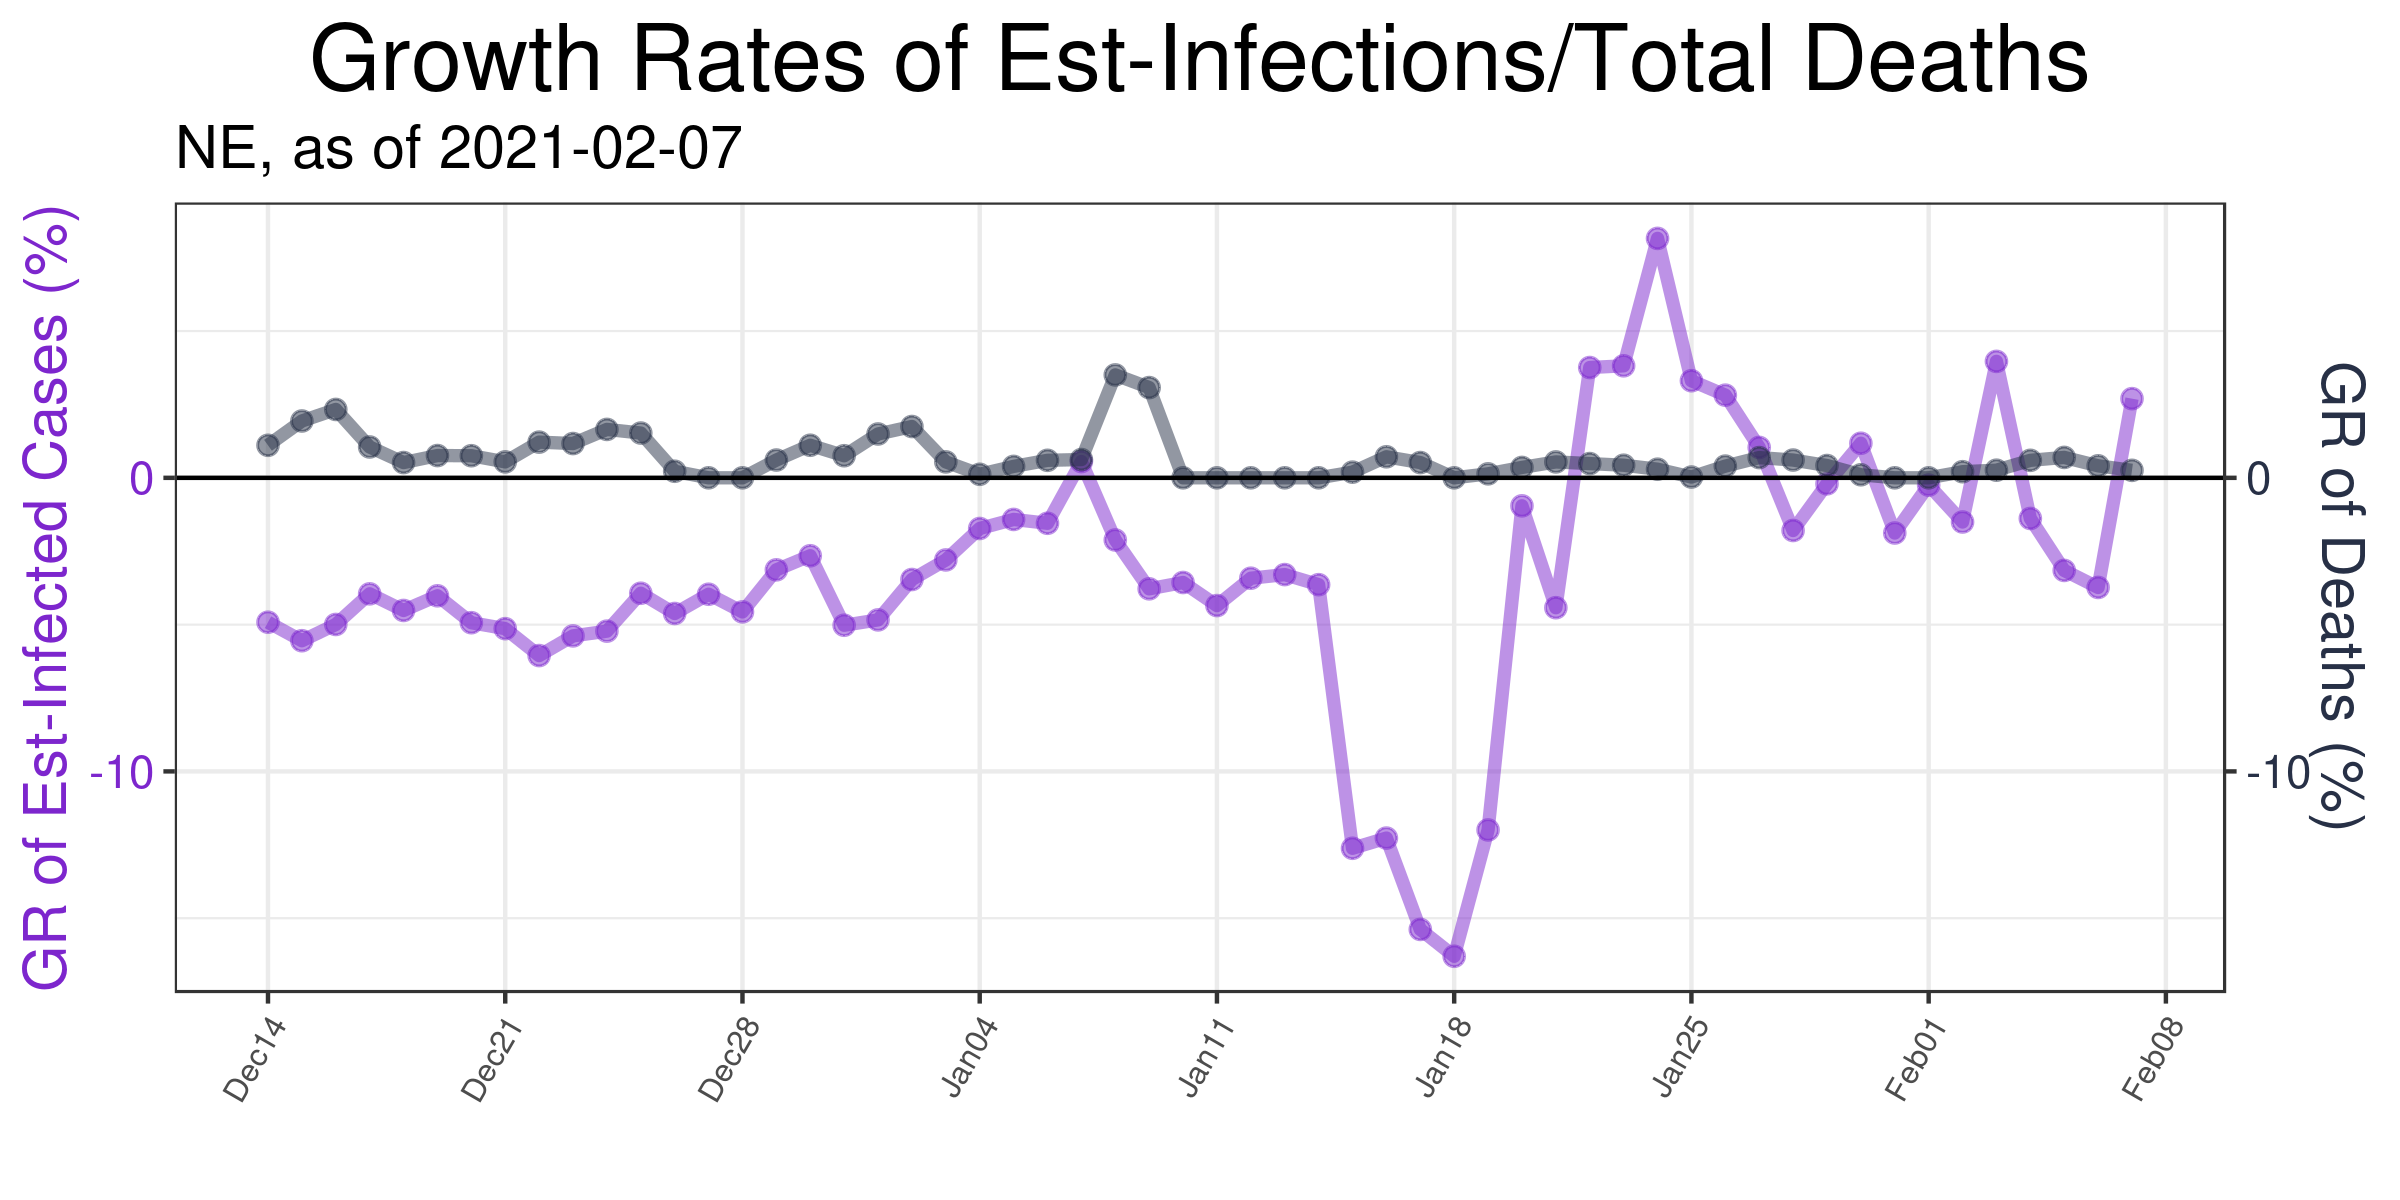 Growth Rates of Est-Infections/Total Deaths
NE, as of 2021-02-07
GR of Est-Infected Cases (%)
0
-10
0
-10
GR of Deaths (%)
Dec14
Dec21
Dec28
Jan04
Jan11
Jan18
Jan25
Feb01
Feb08